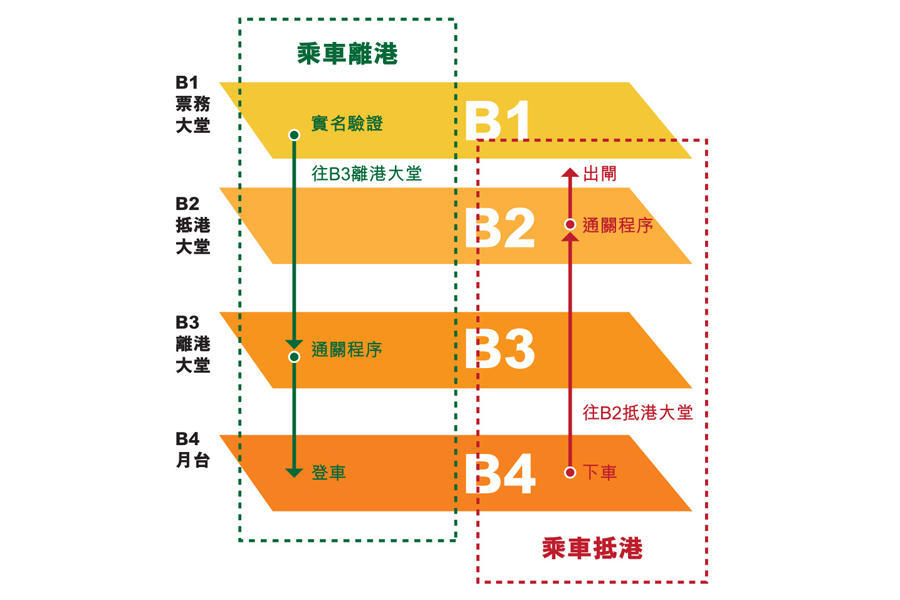 乘車離港
B1
票務
大堂
實名驗證
B1
往B3離港大堂
出閘
B2
抵港
大堂
B2
通關程序
B3
離港
大堂
通關程序
B3
往B2抵港大堂
B4
月台
登車
B4
下車
乘車抵港